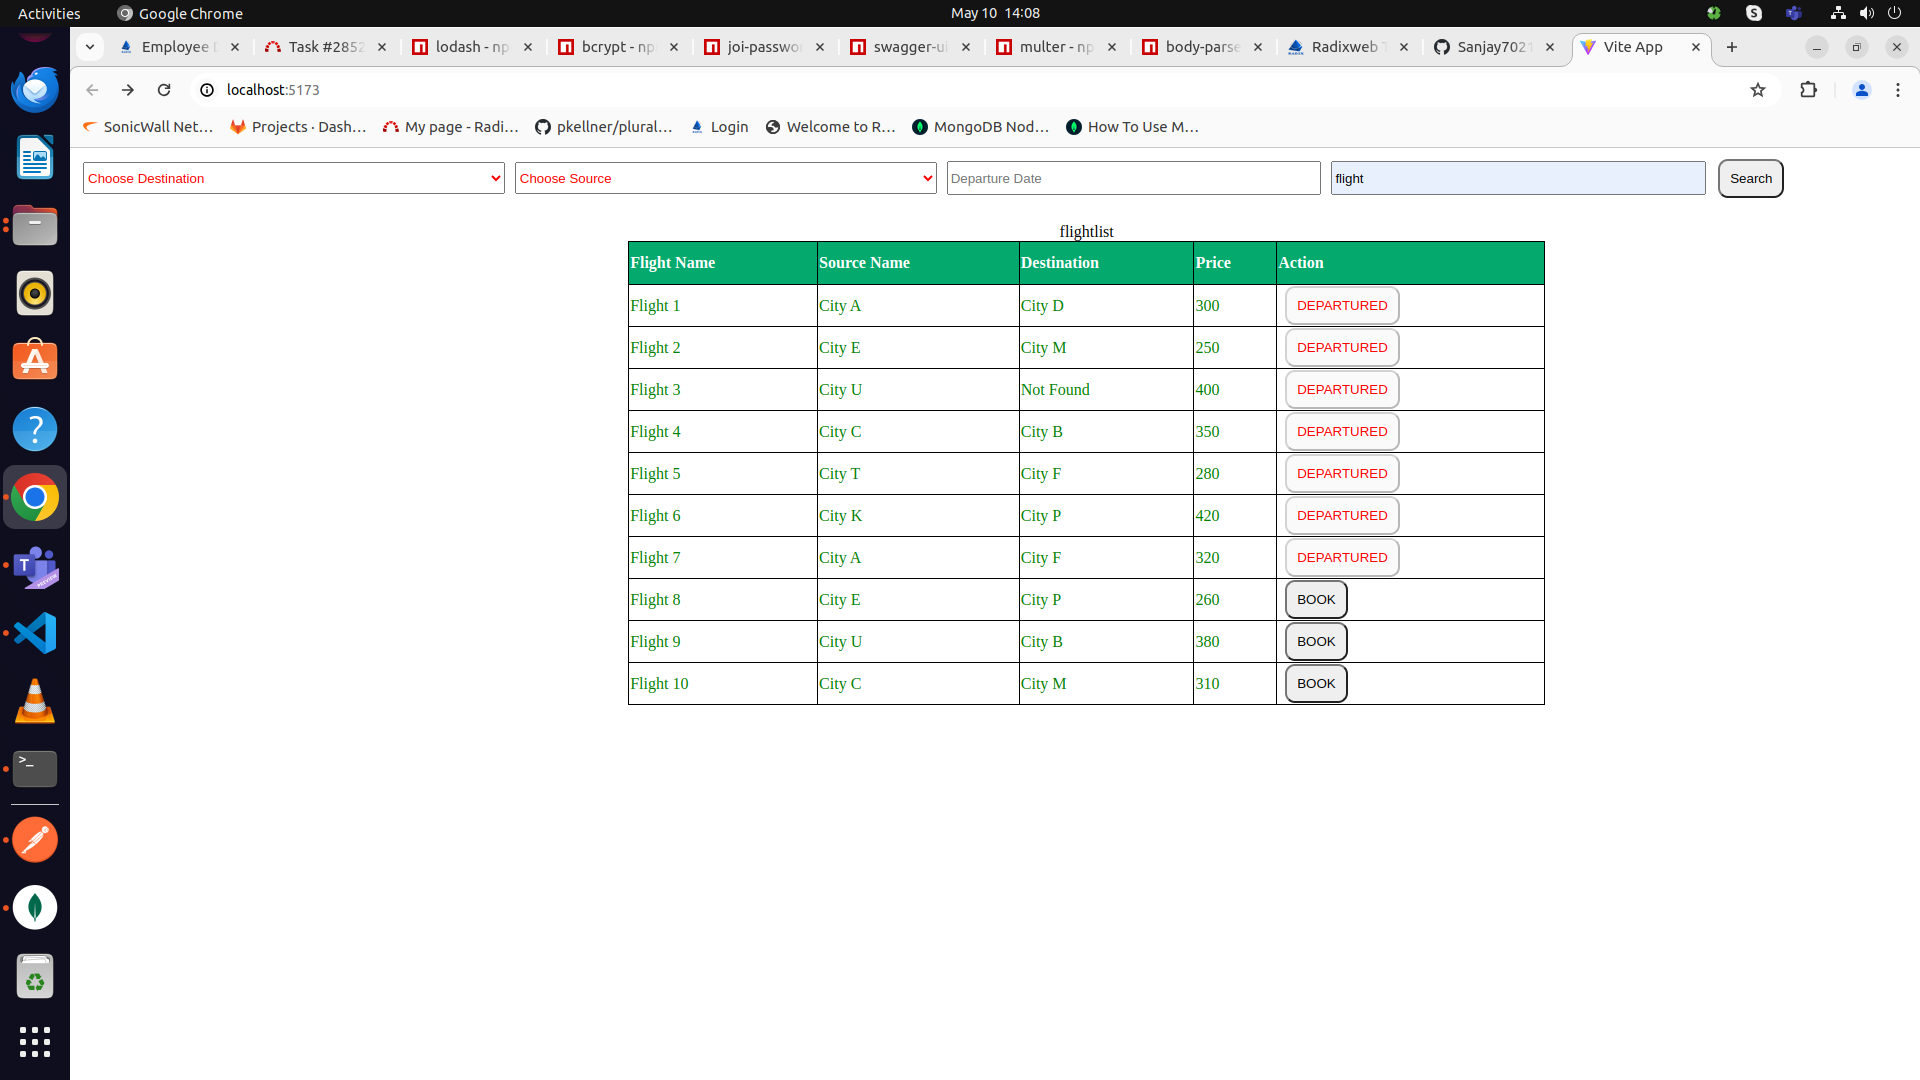 Activities Google Chrome May 10 14:08
Employee Task #2852 lodash - np bcrypt - np joi-passwo swagger-ui multer - np body-parse Radixweb Sanjay7021 Vite App
localhost:5173
SonicWall Net… Projects · Dash… My page - Radi… pkellner/plural… Login Welcome to R… MongoDB Nod… How To Use M…
Choose Destination Choose Source Departure Date flight Search
flightlist
Flight Name Source Name Destination Price Action
Flight 1 City A City D 300 DEPARTURED
Flight 2 City E City M 250 DEPARTURED
Flight 3 City U Not Found 400 DEPARTURED
Flight 4 City C City B 350 DEPARTURED
Flight 5 City T City F 280 DEPARTURED
Flight 6 City K City P 420 DEPARTURED
Flight 7 City A City F 320 DEPARTURED
Flight 8 City E City P 260 BOOK
Flight 9 City U City B 380 BOOK
Flight 10 City C City M 310 BOOK